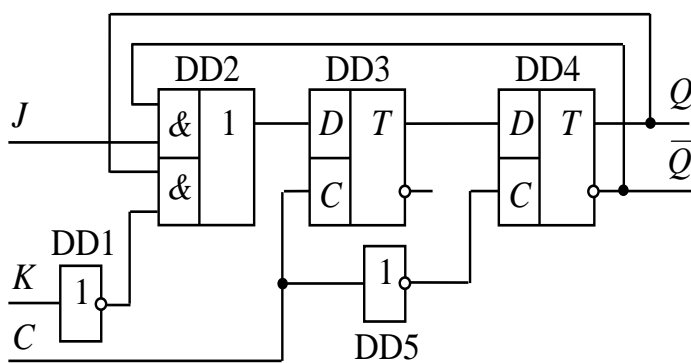 DD2 DD3 DD4
Q
J & 1 D T D T
Q̅
& C C
DD1
K 1 1
C
DD5